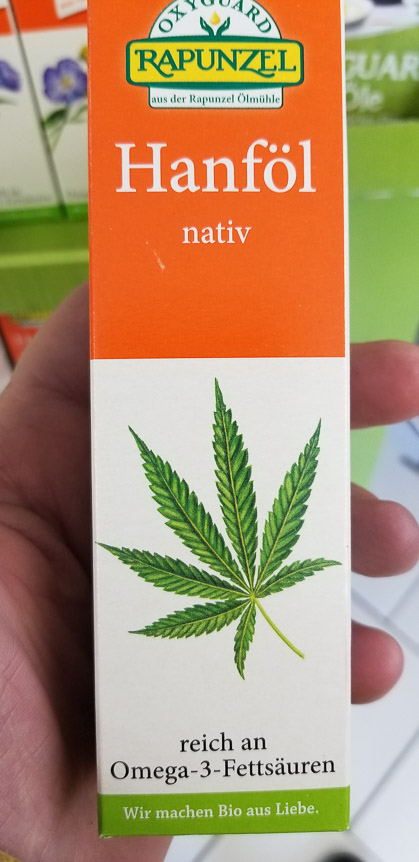 OXYGUARD
RAPUNZEL
aus der Rapunzel Ölmühle
Hanföl
nativ
reich an
Omega-3-Fettsäuren
Wir machen Bio aus Liebe.